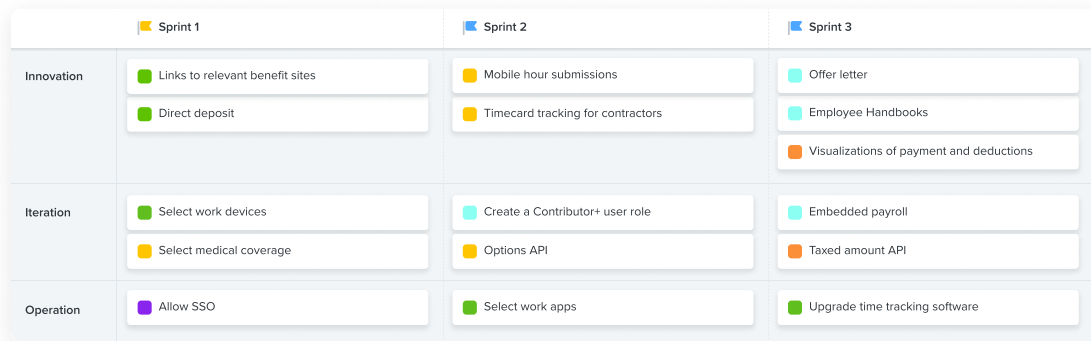 Sprint 1
Sprint 2
Sprint 3
Innovation
Links to relevant benefit sites
Direct deposit
Mobile hour submissions
Timecard tracking for contractors
Offer letter
Employee Handbooks
Visualizations of payment and deductions
Iteration
Select work devices
Select medical coverage
Create a Contributor+ user role
Options API
Embedded payroll
Taxed amount API
Operation
Allow SSO
Select work apps
Upgrade time tracking software